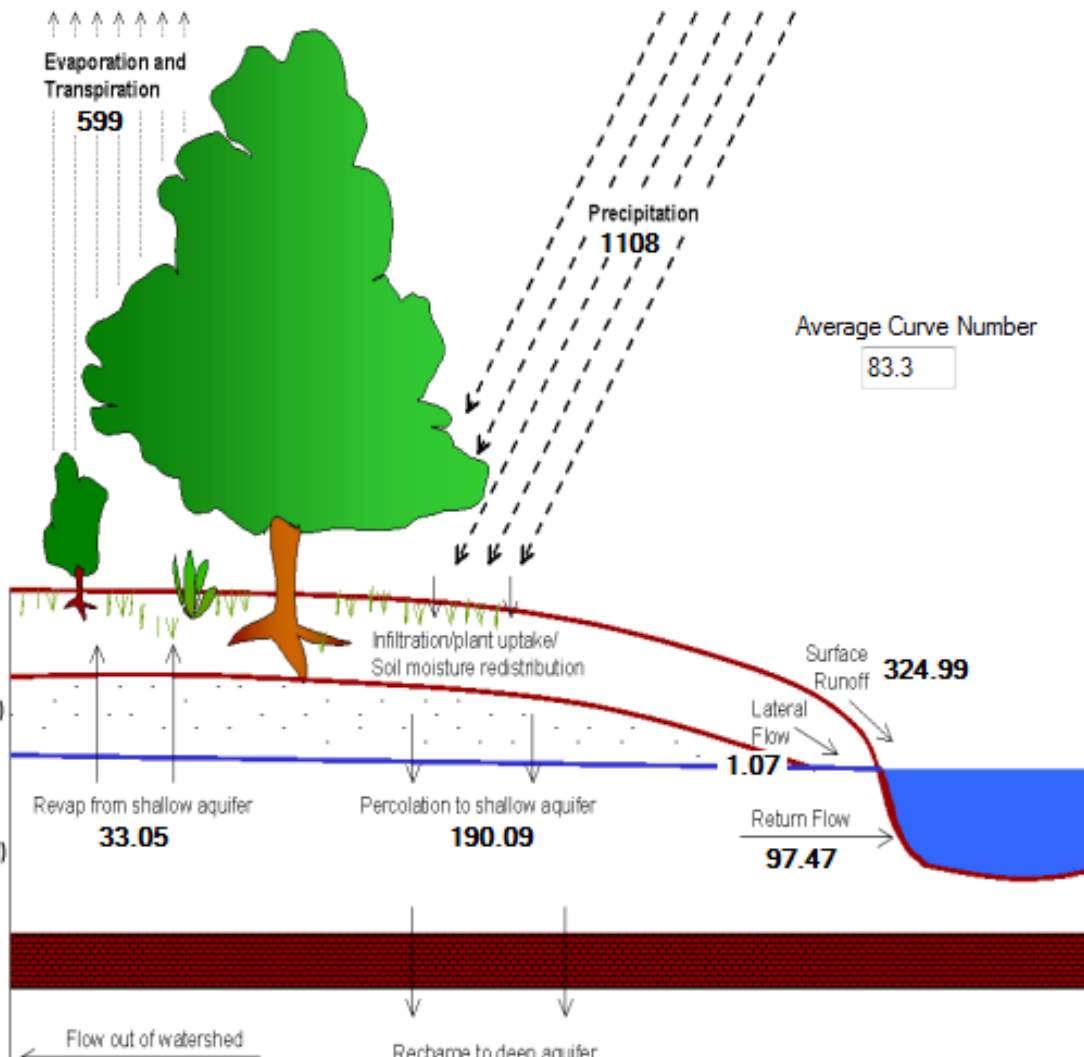 Evaporation and
Transpiration
599
Precipitation
1108
Average Curve Number
83.3
Infiltration/plant uptake/
Soil moisture redistribution
Surface
Runoff
324.99
Lateral
Flow
1.07
)
Revap from shallow aquifer
33.05
Percolation to shallow aquifer
190.09
Return Flow
97.47
)
Flow out of watershed
Recharge to deep aquifer